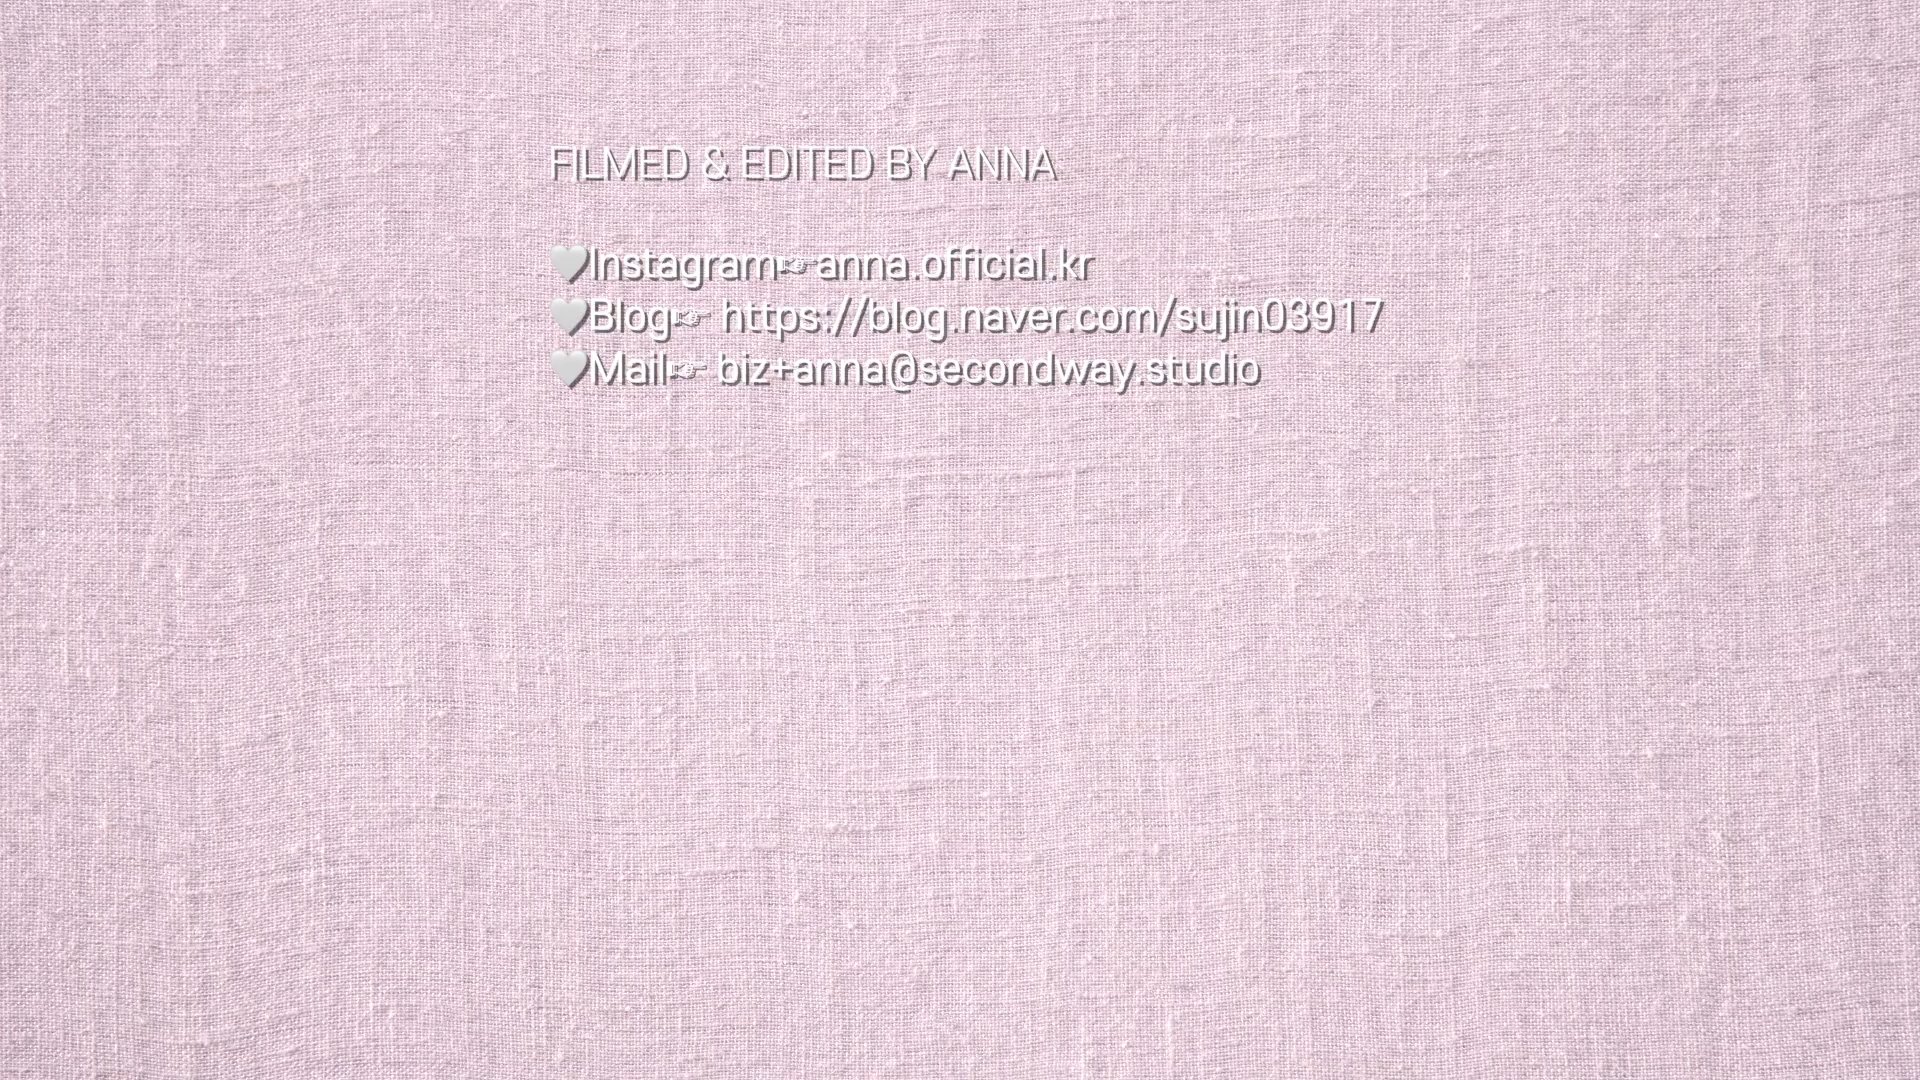 FILMED & EDITED BY ANNA
🤍Instagram☞anna.official.kr
🤍Blog☞ https://blog.naver.com/sujin03917
🤍Mail☞ biz+anna@secondway.studio